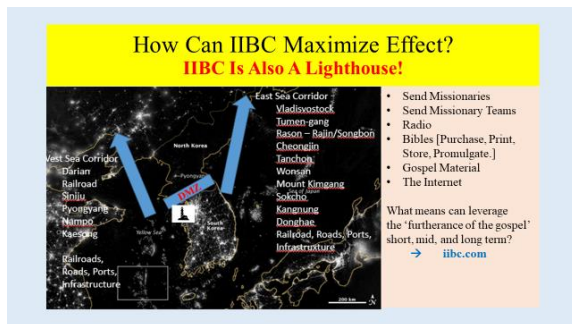 How Can IIBC Maximize Effect?
IIBC Is Also A Lighthouse!
East Sea Corridor
Vladisvostock
Tumen-gang
Rason – Rajin/Songbon
Cheongjin
Tanchon
Wonsan
Mount Kimgang
Sokcho
Kangnung
Donghae
Railroad, Roads, Ports,
Infrastruxture
West Sea Corridor
Darian
Railroad
Siniju
Pyongyang
Nampo
Kaesong
Railroads,
Roads, Ports,
Infrastructure
North Korea
Pyongyang
DMZ
South
Korea
Yellow Sea
Sea of Japan
200 km
N
• Send Missionaries
• Send Missionary Teams
• Radio
• Bibles [Purchase, Print,
Store, Promulgate.]
• Gospel Material
• The Internet
What means can leverage
the ‘furtherance of the gospel’
short, mid, and long term?
→ iibc.com